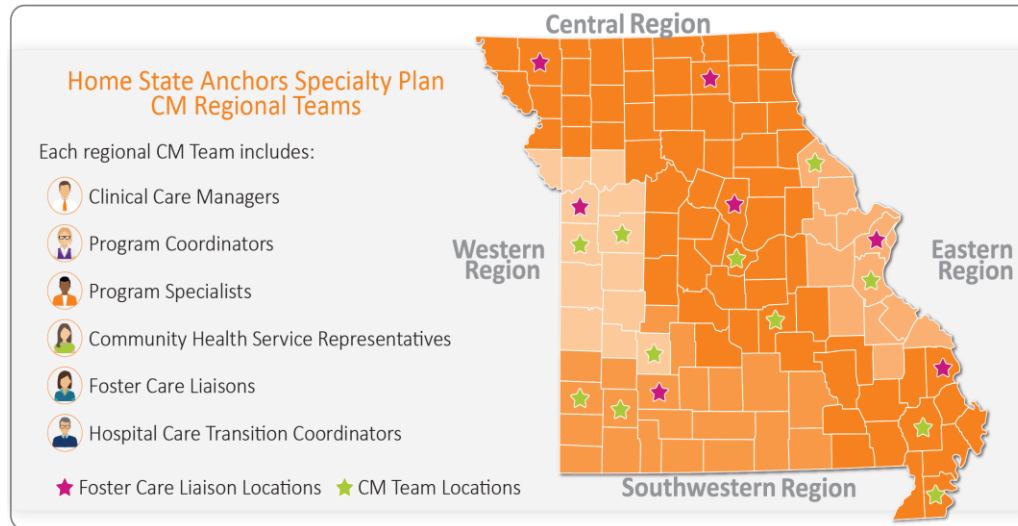 Central Region
Home State Anchors Specialty Plan
CM Regional Teams
Each regional CM Team includes:
Clinical Care Managers
Program Coordinators
Program Specialists
Community Health Service Representatives
Foster Care Liaisons
Hospital Care Transition Coordinators
Foster Care Liaison Locations
CM Team Locations
Western
Region
Eastern
Region
Southwestern Region